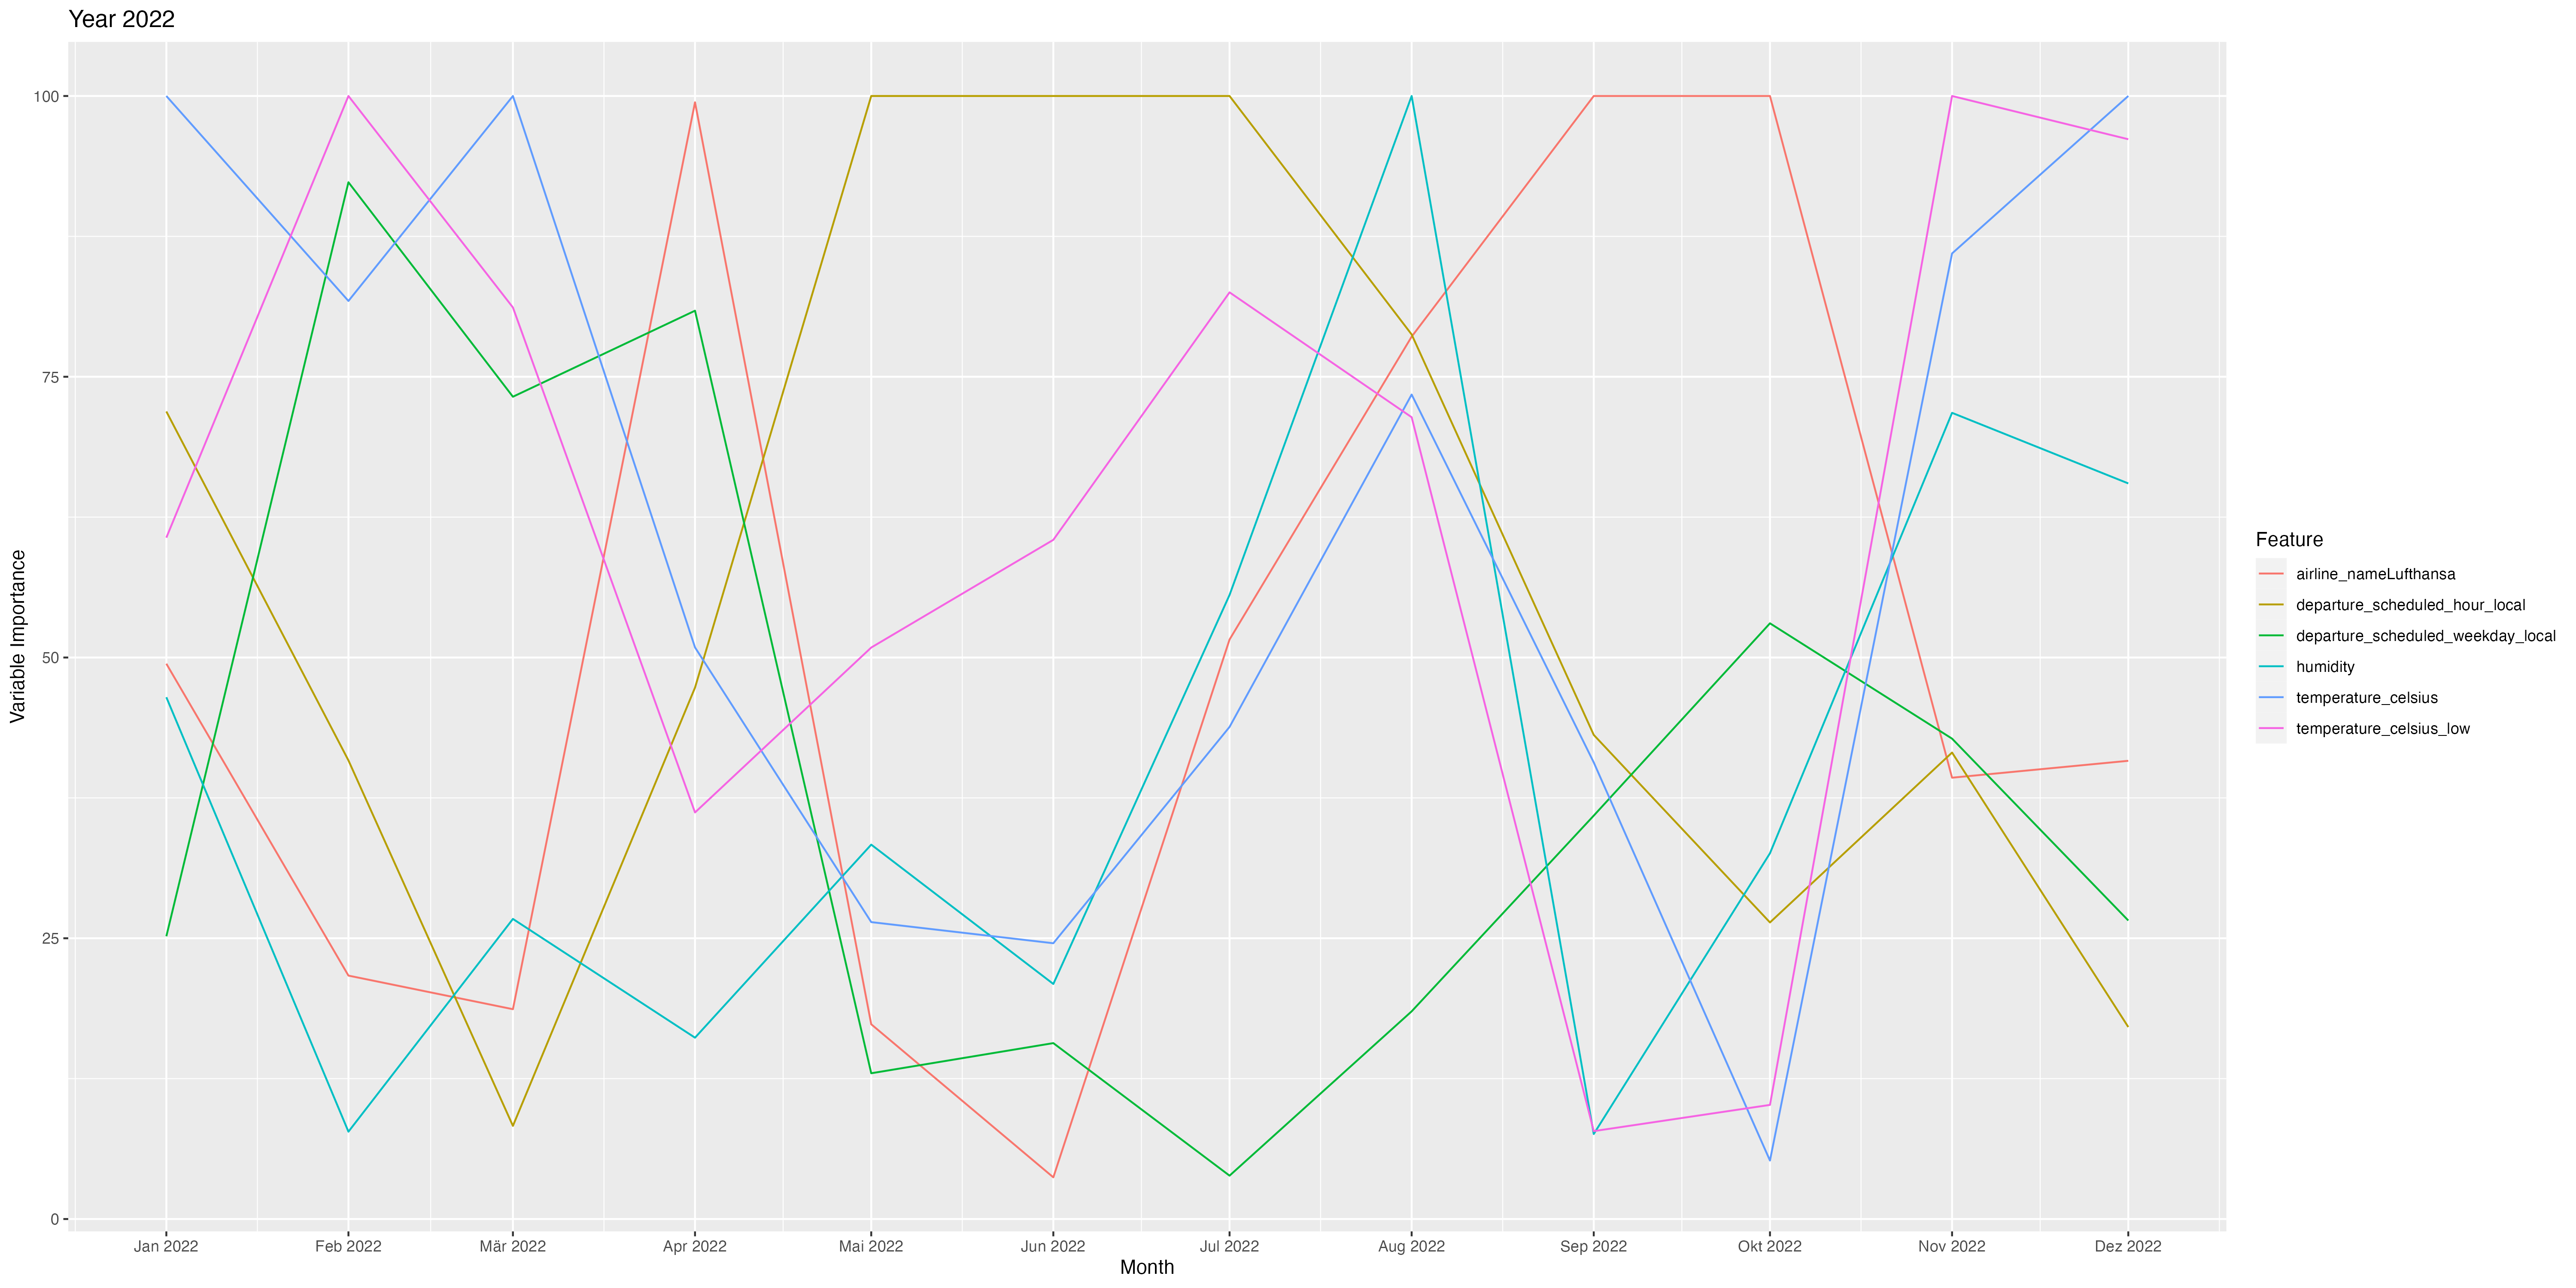 Year 2022
Variable Importance
100
75
50
25
0
Jan 2022
Feb 2022
Mär 2022
Apr 2022
Mai 2022
Jun 2022
Jul 2022
Aug 2022
Sep 2022
Okt 2022
Nov 2022
Dez 2022
Month
Feature
airline_nameLufthansa
departure_scheduled_hour_local
departure_scheduled_weekday_local
humidity
temperature_celsius
temperature_celsius_low